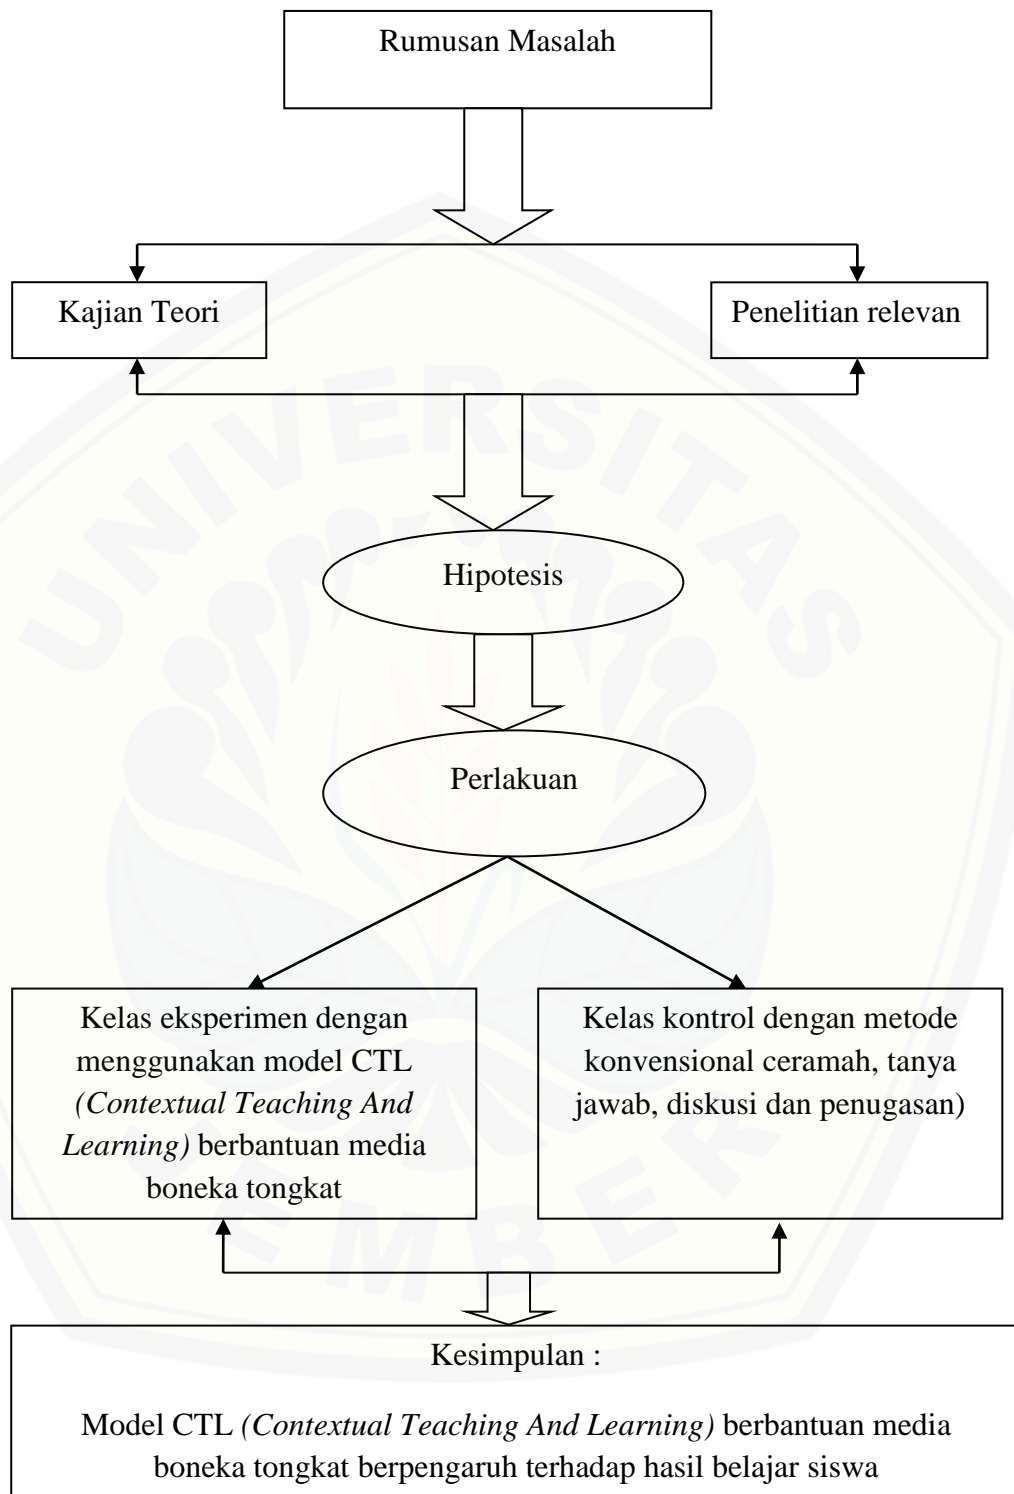 Rumusan Masalah
Kajian Teori
Penelitian relevan
Hipotesis
Perlakuan
Kelas eksperimen dengan
menggunakan model CTL
(Contextual Teaching And
Learning) berbantuan media
boneka tongkat
Kelas kontrol dengan metode
konvensional ceramah, tanya
jawab, diskusi dan penugasan)
Kesimpulan :
Model CTL (Contextual Teaching And Learning) berbantuan media
boneka tongkat berpengaruh terhadap hasil belajar siswa
UNIVERSITAS
JEMBER